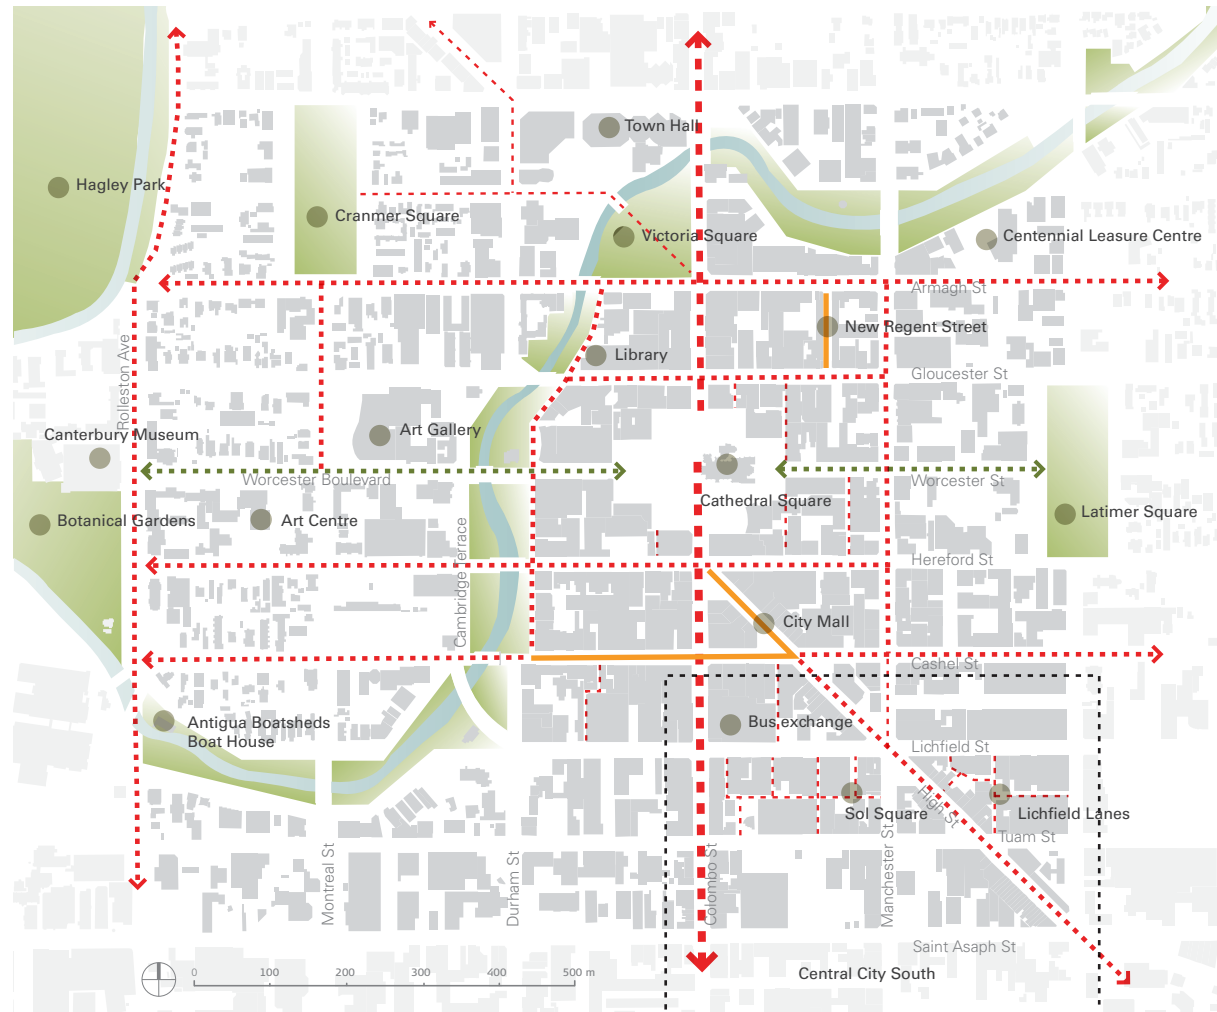 Town Hall
Hagley Park
Cranmer Square
Victoria Square
Centennial Leasure Centre
Armagh St
New Regent Street
Library
Rolleston Ave
Gloucester St
Canterbury Museum
Art Gallery
Worcester Boulevard
Worcester St
Cathedral Square
Botanical Gardens
Art Centre
Latimer Square
Cambridge Terrace
Hereford St
City Mall
Cashel St
Antigua Boatsheds
Boat House
Bus exchange
Lichfield St
High St
Sol Square
Lichfield Lanes
Tuam St
Montreal St
Durham St
Colombo St
Manchester St
Saint Asaph St
Central City South
0 100 200 300 400 500 m